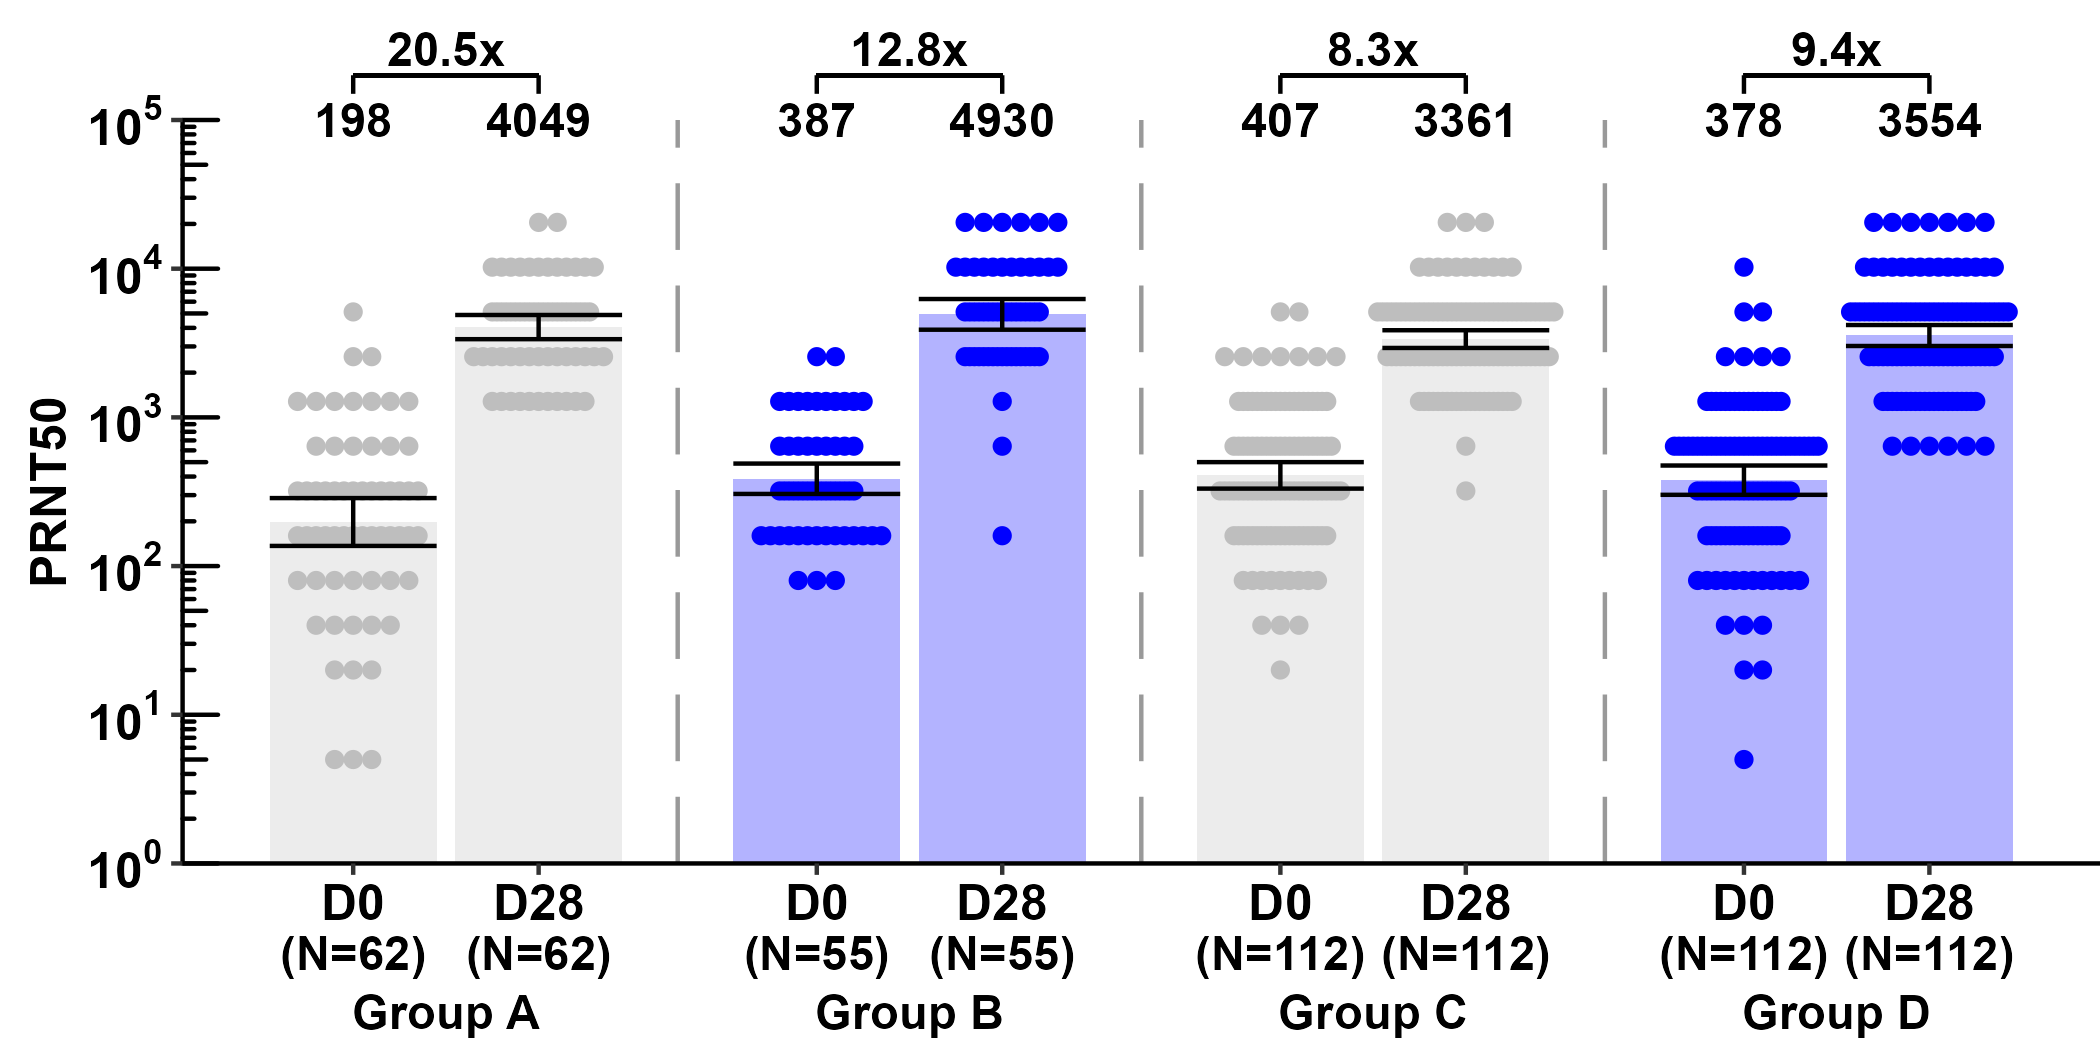 20.5x 12.8x 8.3x 9.4x
198 4049 387 4930 407 3361 378 3554
10^5
10^4
10^3
10^2
10^1
10^0
PRNT50
D0 D28 D0 D28 D0 D28 D0 D28
(N=62) (N=62) (N=55) (N=55) (N=112) (N=112) (N=112) (N=112)
Group A Group B Group C Group D